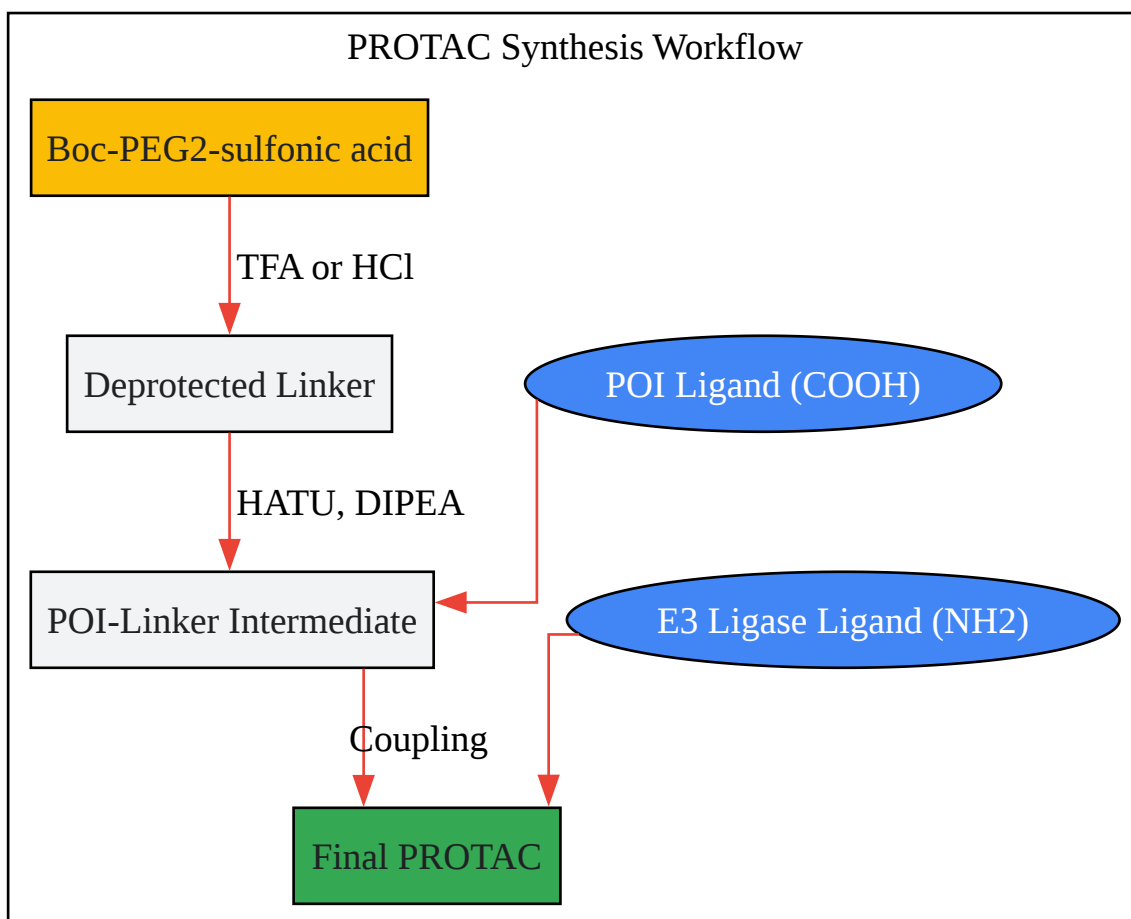 PROTAC Synthesis Workflow
Boc-PEG2-sulfonic acid
TFA or HCl
Deprotected Linker
POI Ligand (COOH)
HATU, DIPEA
POI-Linker Intermediate
E3 Ligase Ligand (NH2)
Coupling
Final PROTAC